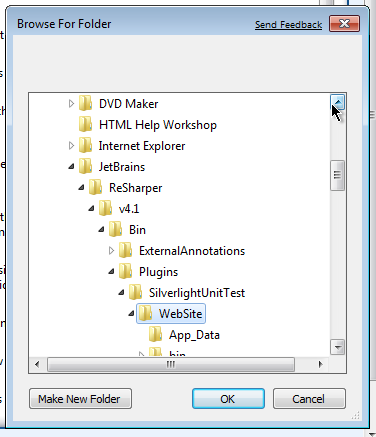 Browse For Folder
Send Feedback
DVD Maker
HTML Help Workshop
Internet Explorer
JetBrains
ReSharper
v4.1
Bin
ExternalAnnotations
Plugins
SilverlightUnitTest
WebSite
App_Data
bin
Make New Folder
OK
Cancel